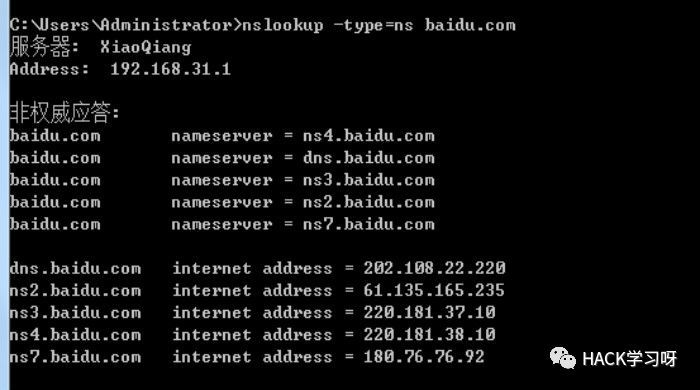 C:\Users\Administrator>nslookup -type=ns baidu.com
服务器:  XiaoQiang
Address:  192.168.31.1
非权威应答:
baidu.com       nameserver = ns4.baidu.com
baidu.com       nameserver = dns.baidu.com
baidu.com       nameserver = ns3.baidu.com
baidu.com       nameserver = ns2.baidu.com
baidu.com       nameserver = ns7.baidu.com
dns.baidu.com   internet address = 202.108.22.220
ns2.baidu.com   internet address = 61.135.165.235
ns3.baidu.com   internet address = 220.181.37.10
ns4.baidu.com   internet address = 220.181.38.10
ns7.baidu.com   internet address = 180.76.76.92
HACK学习呀